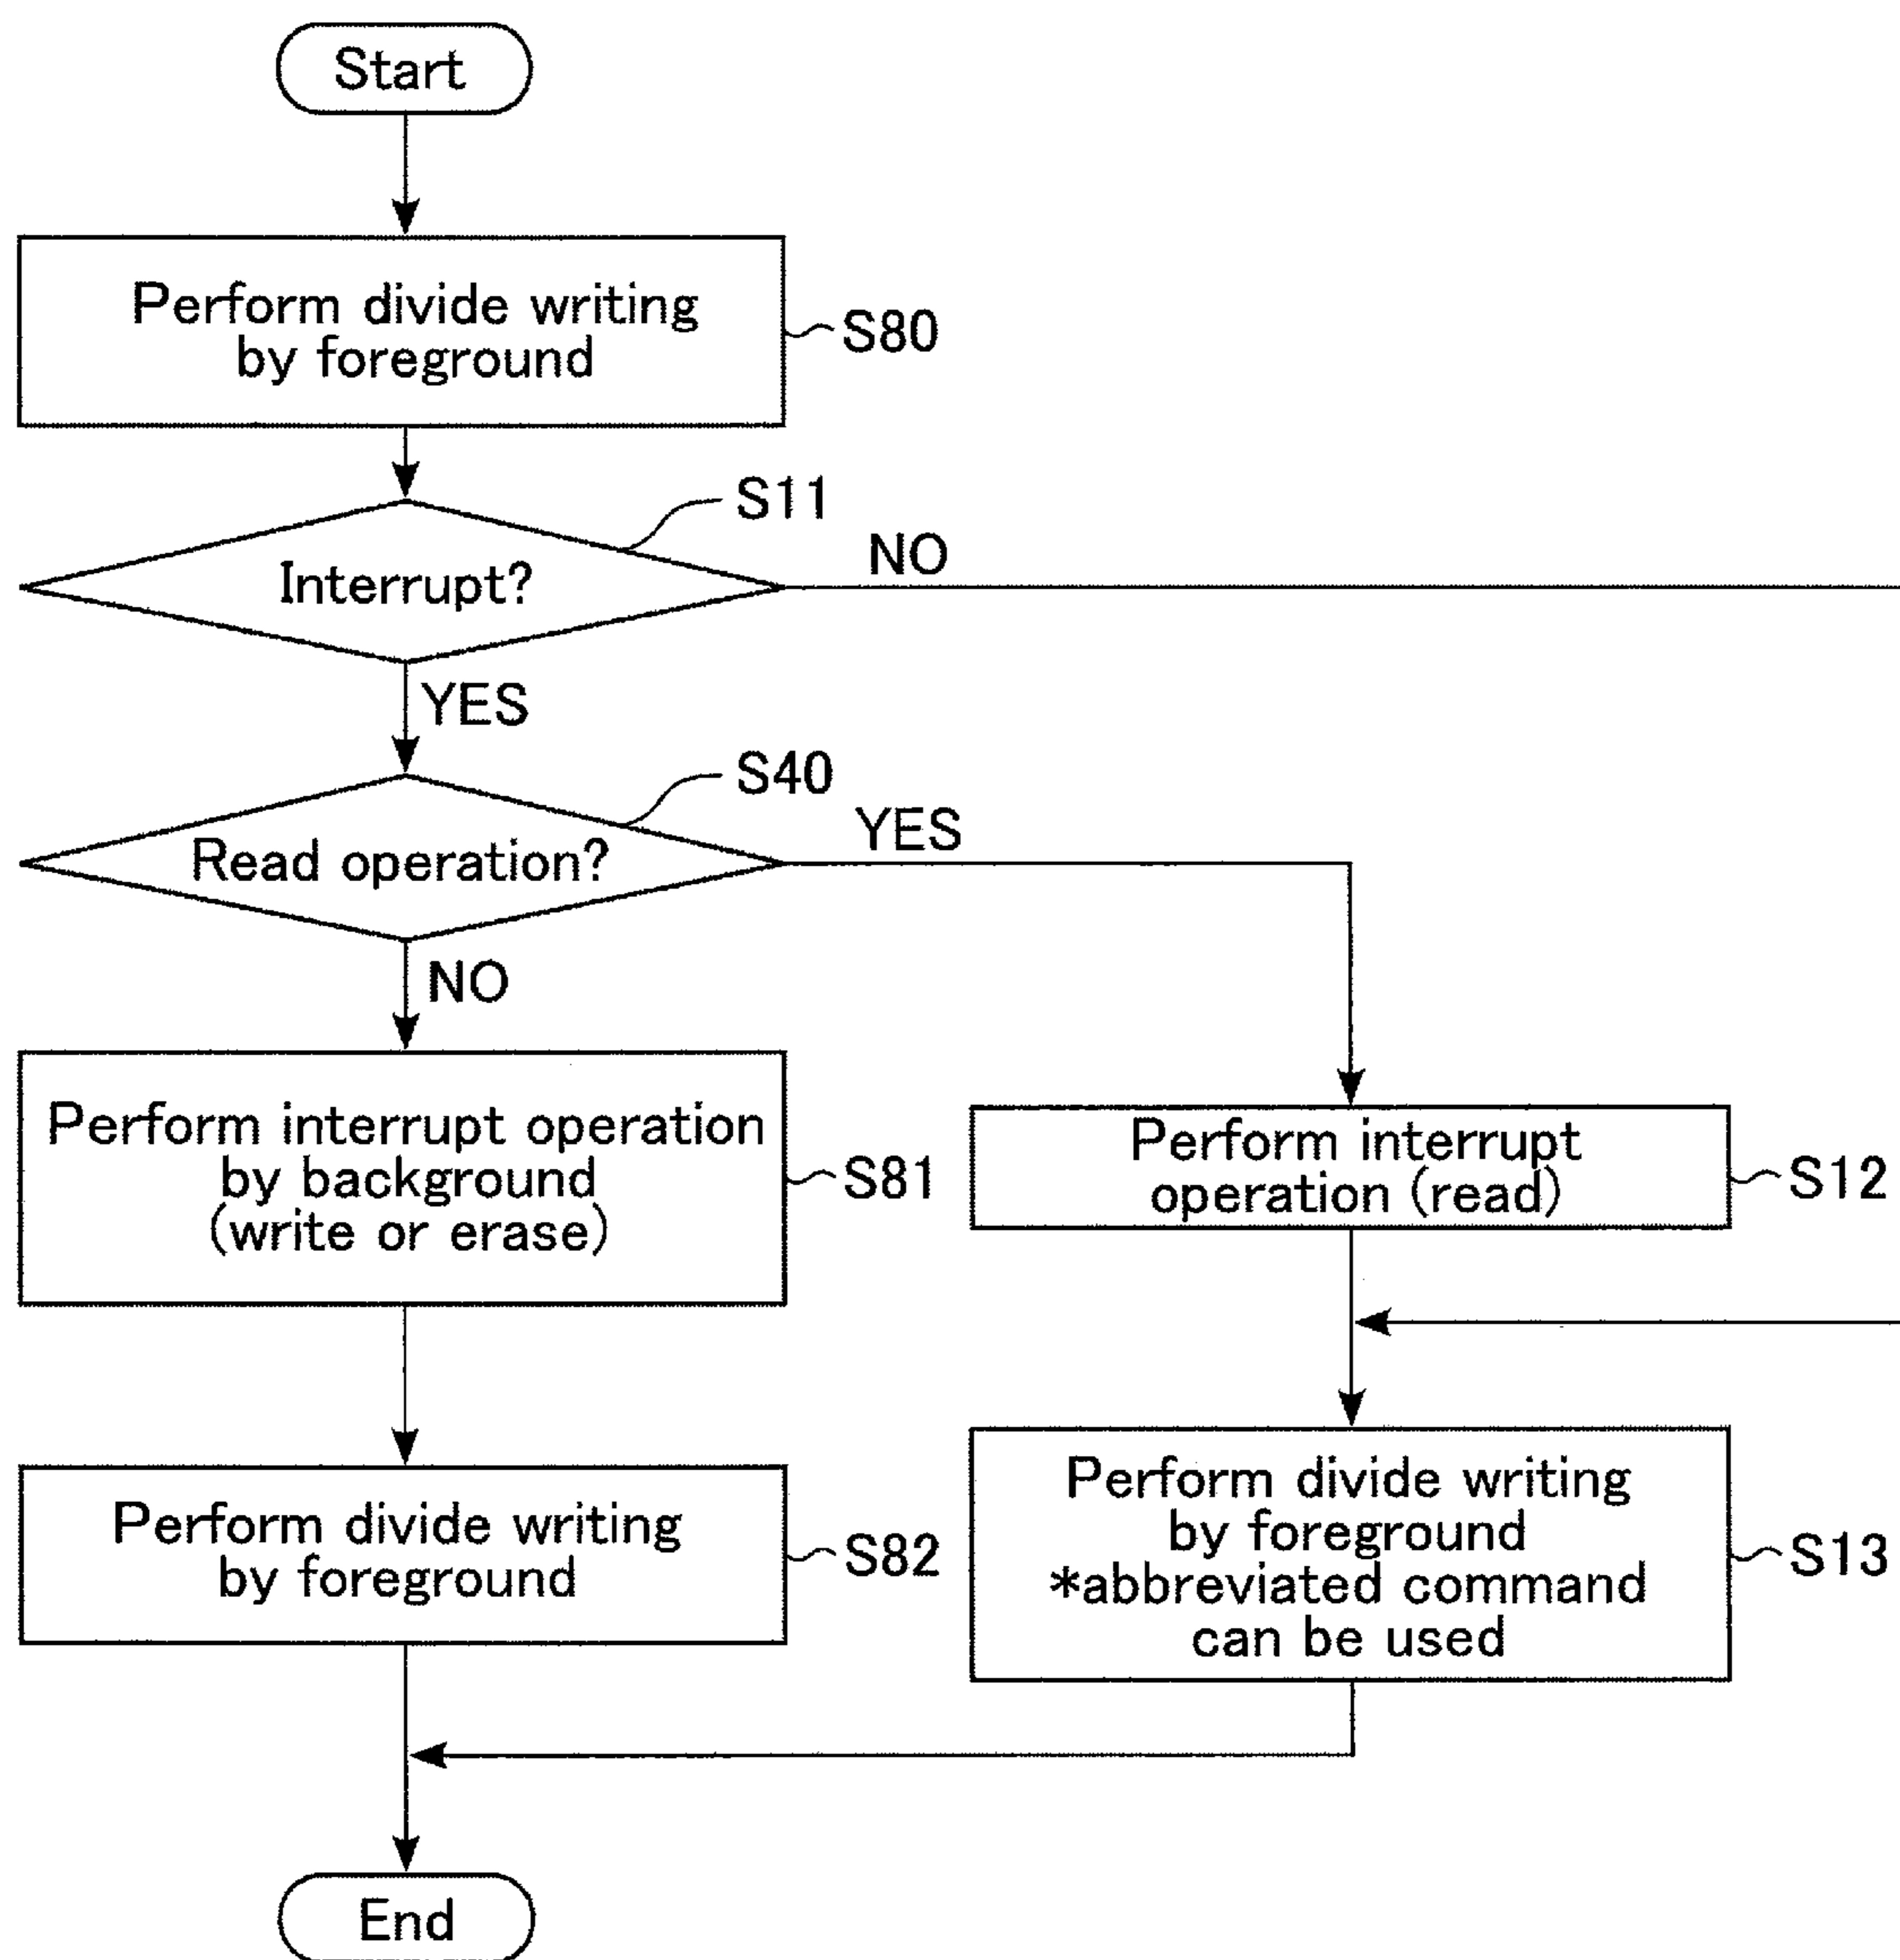 Start
Perform divide writing
by foreground
S80
S11
Interrupt?
NO
YES
S40
Read operation?
YES
NO
Perform interrupt operation
by background
(write or erase)
S81
Perform interrupt
operation (read)
S12
Perform divide writing
by foreground
S82
Perform divide writing
by foreground
*abbreviated command
can be used
S13
End